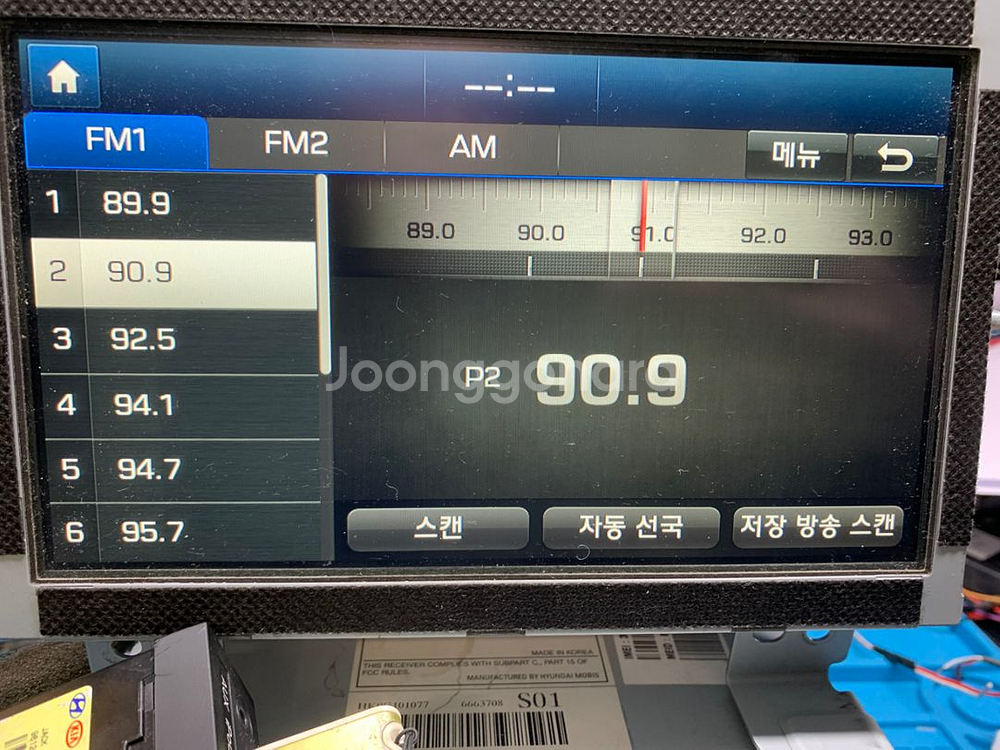 --:--
FM1 FM2 AM 메뉴
1 89.9
2 90.9
3 92.5
4 94.1
5 94.7
6 95.7
89.0 90.0 91.0 92.0 93.0
P2 90.9
Joonggonara
스캔 자동 선국 저장 방송 스캔
MADE IN KOREA
THIS RECEIVER COMPLIES WITH SUBPART C, PART 15 OF
FCC RULES.
MANUFACTURED BY HYUNDAI MOBIS
6663708 S01
IMEI :
MEID
KIA